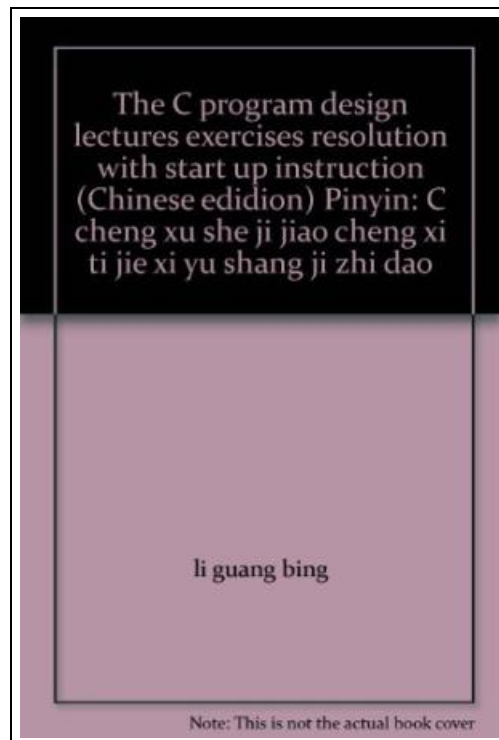 The C program design
lectures exercises resolution
with start up instruction
(Chinese edidion) Pinyin: C
cheng xu she ji jiao cheng xi
ti jie xi yu shang ji zhi dao
li guang bing
Note: This is not the actual book cover